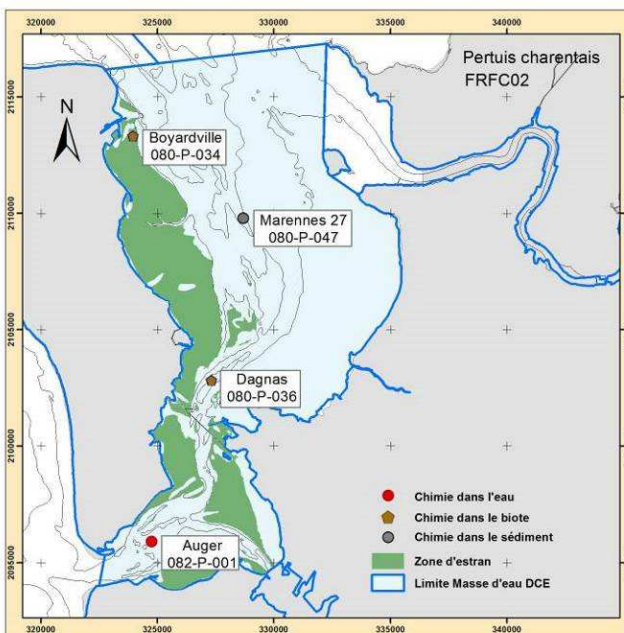 320000 325000 330000 335000 340000
Pertuis charentais
FRFC02
2115000
N
Boyardville
080-P-034
2110000
Marennes 27
080-P-047
2105000
Dagnas
080-P-036
2100000
Chimie dans l'eau
Chimie dans le biote
Chimie dans le sédiment
Zone d'estran
Limite Masse d'eau DCE
Auger
082-P-001
2095000
320000 325000 330000 335000 340000